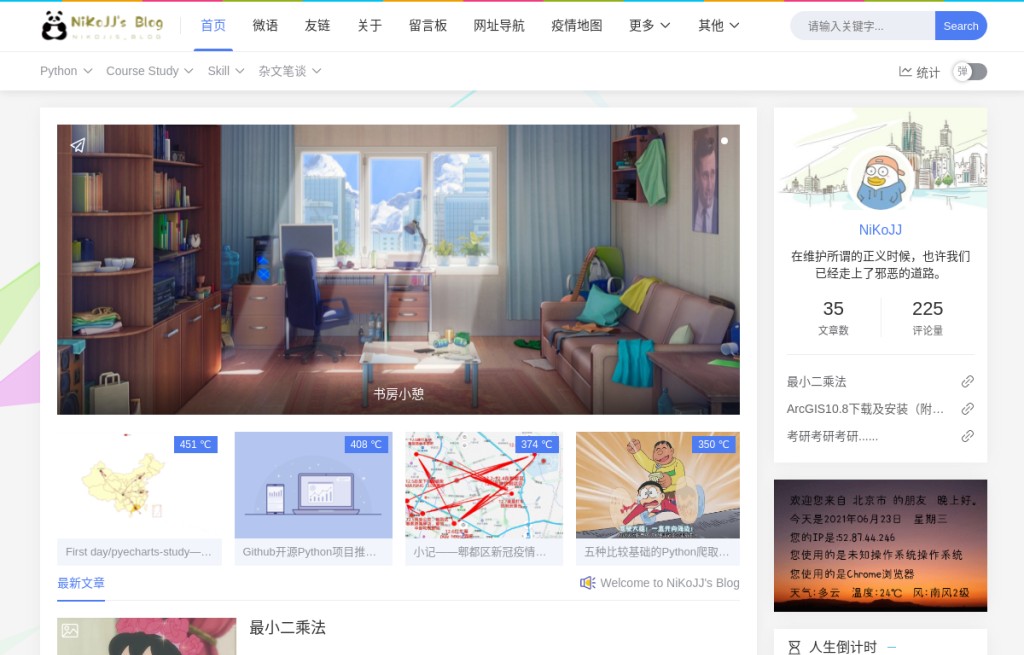 NiKoJJ's Blog
NIKOJJS_BLOG
首页 微语 友链 关于 留言板 网址导航 疫情地图 更多 其他
请输入关键字... Search
Python Course Study Skill 杂文笔谈
统计 弹
书房小憩
NiKoJJ
在维护所谓的正义时候，也许我们
已经走上了邪恶的道路。
35 225
文章数 评论量
最小二乘法
ArcGIS10.8下载及安装（附...
考研考研考研......
451 ℃ 408 ℃ 374 ℃ 350 ℃
First day/pyecharts-study—... Github开源Python项目推... 小记——郫都区新冠疫情... 五种比较基础的Python爬取...
欢迎您来自 北京市 的朋友 晚上好。
今天是2021年06月23日 星期三
您的IP是:52.87.44.246
您使用的是未知操作系统操作系统
您使用的是Chrome浏览器
天气:多云 温度:24℃ 风:南风2级
最新文章 Welcome to NiKoJJ's Blog
最小二乘法
人生倒计时